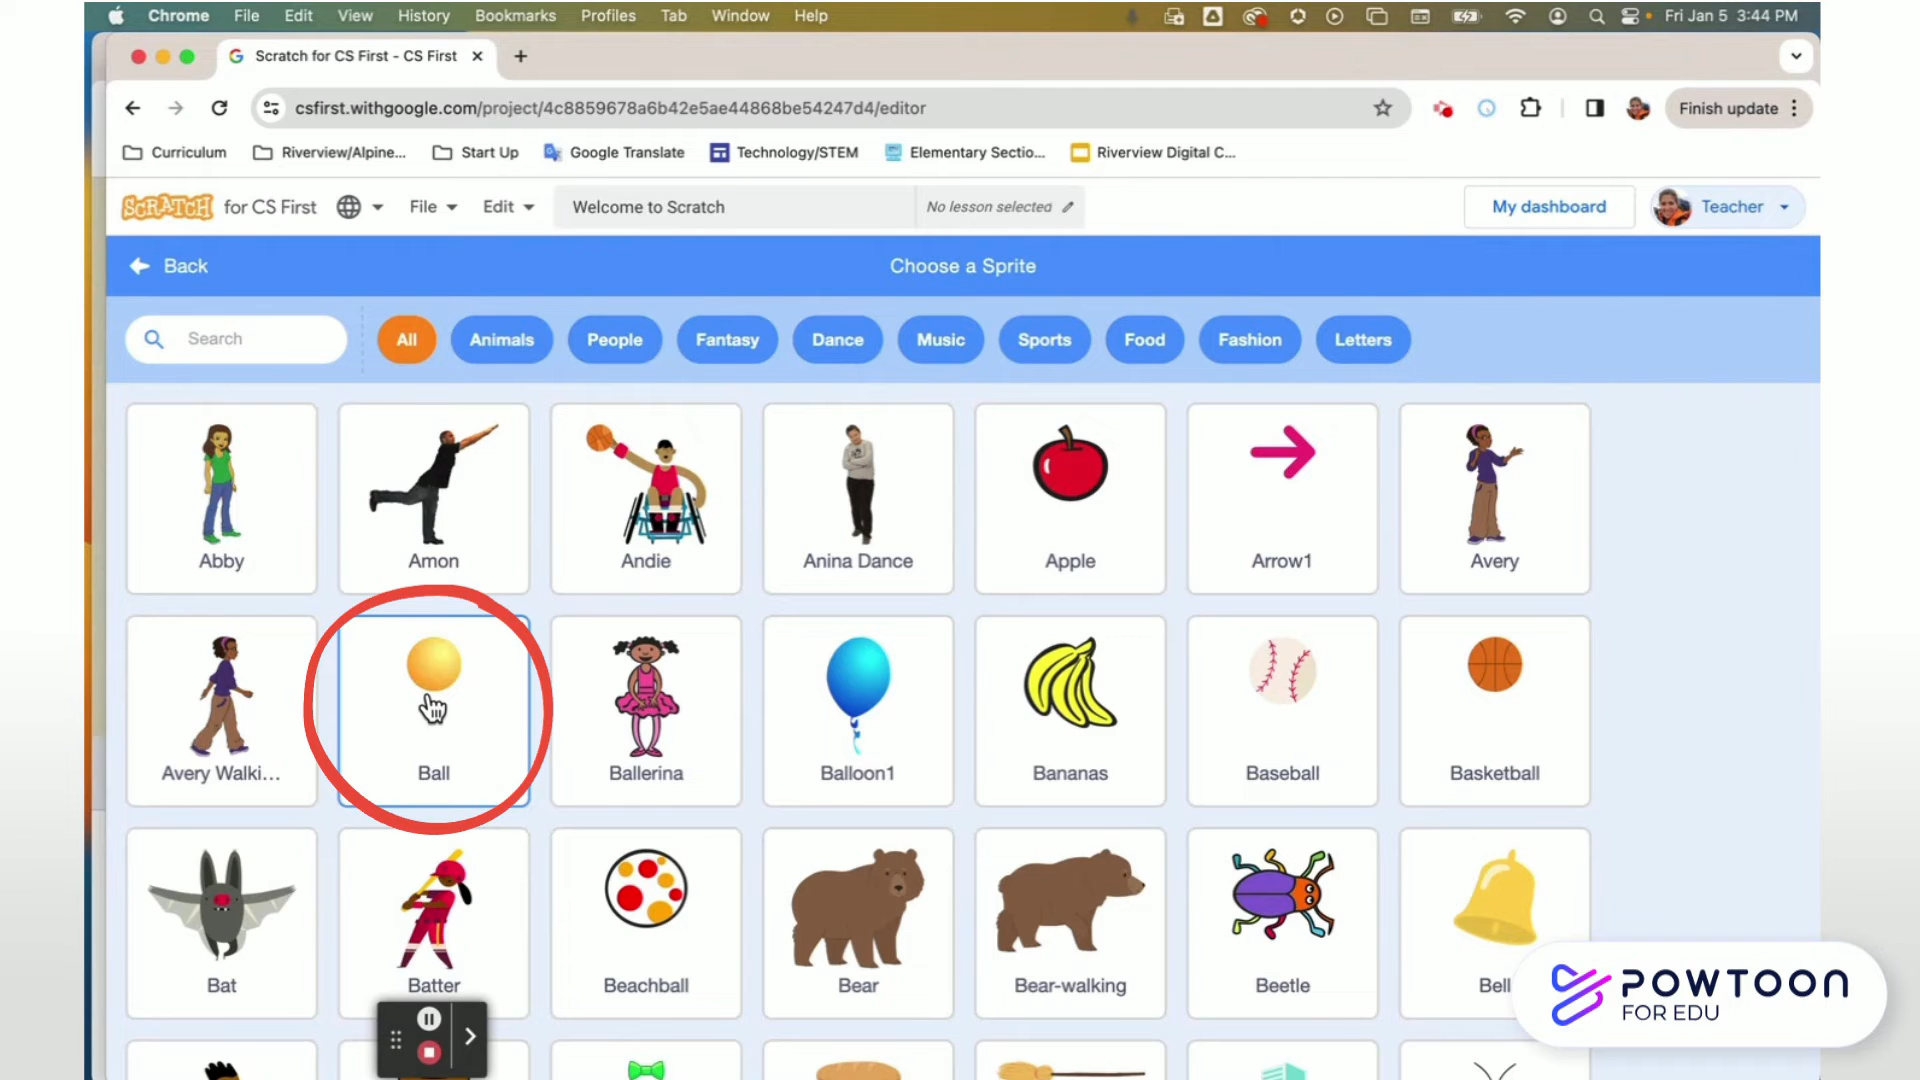 Chrome File Edit View History Bookmarks Profiles Tab Window Help Fri Jan 5 3:44 PM
Scratch for CS First - CS First
csfirst.withgoogle.com/project/4c8859678a6b42e5ae44868be54247d4/editor Finish update
Curriculum Riverview/Alpine... Start Up Google Translate Technology/STEM Elementary Sectio... Riverview Digital C...
SCRATCH for CS First File Edit Welcome to Scratch No lesson selected My dashboard Teacher
Back Choose a Sprite
Search All Animals People Fantasy Dance Music Sports Food Fashion Letters
Abby Amon Andie Anina Dance Apple Arrow1 Avery
Avery Walki... Ball Ballerina Balloon1 Bananas Baseball Basketball
Bat Batter Beachball Bear Bear-walking Beetle Bell
POWTOON
FOR EDU